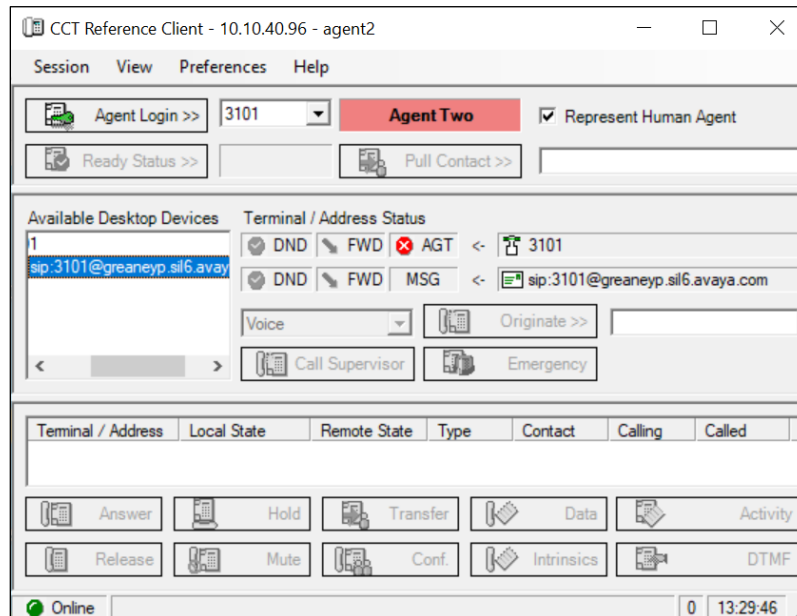 CCT Reference Client - 10.10.40.96 - agent2
Session View Preferences Help
Agent Login >> 3101 Agent Two Represent Human Agent
Ready Status >> Pull Contact >>
Available Desktop Devices Terminal / Address Status
1 DND FWD AGT <- 3101
sip:3101@greaneyp.sil6.avay DND FWD MSG <- sip:3101@greaneyp.sil6.avaya.com
Voice Originate >>
Call Supervisor Emergency
Terminal / Address Local State Remote State Type Contact Calling Called
Answer Hold Transfer Data Activity
Release Mute Conf. Intrinsics DTMF
Online 0 13:29:46